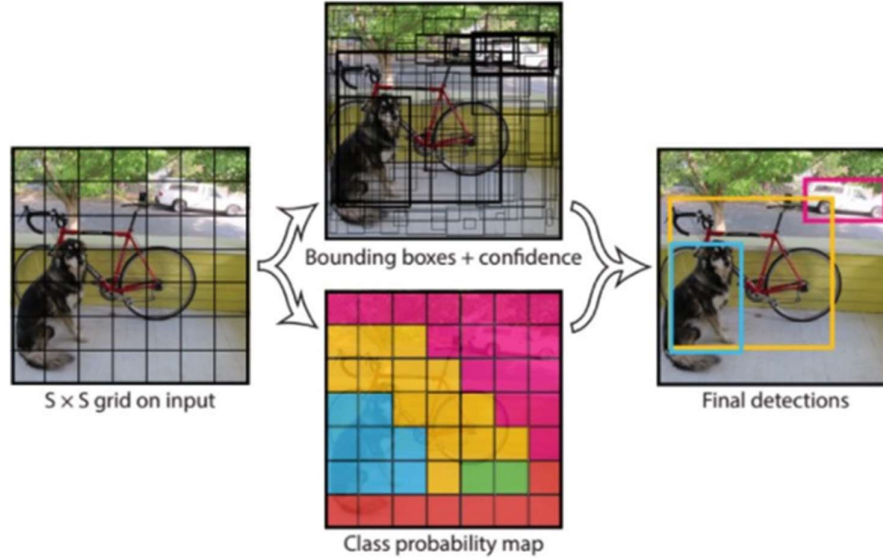 Bounding boxes + confidence
S × S grid on input
Final detections
Class probability map